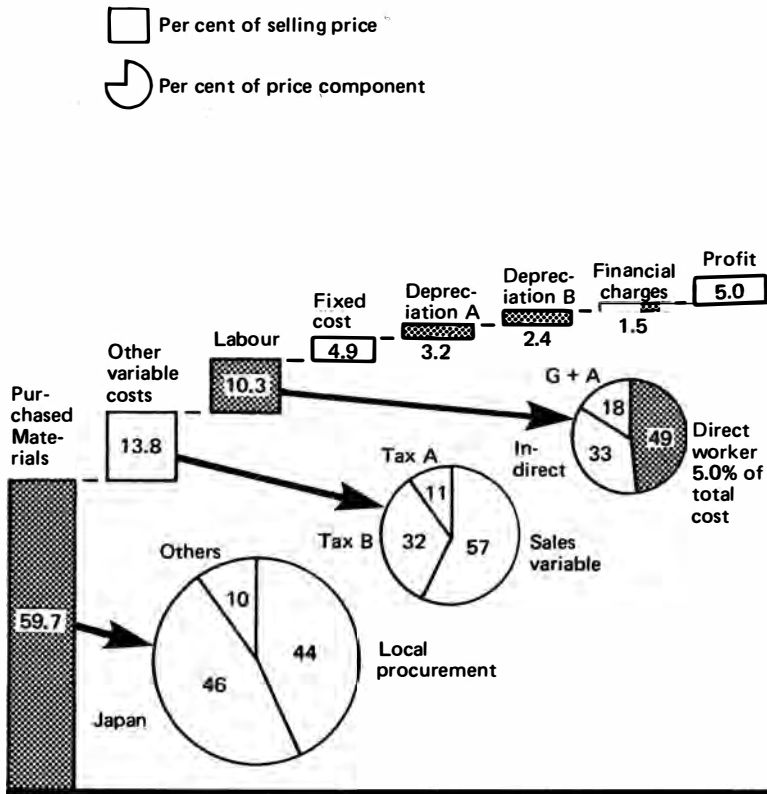 Per cent of selling price
Per cent of price component
Profit
5.0
Financial
charges
1.5
Deprec-
iation B
2.4
Deprec-
iation A
3.2
Fixed
cost
4.9
Labour
10.3
Other
variable
costs
13.8
Pur-
chased
Mate-
rials
59.7
G + A
18
In-
direct
33
49
Direct
worker
5.0% of
total
cost
Tax A
11
Tax B
32
57
Sales
variable
Others
10
44
Local
procurement
46
Japan